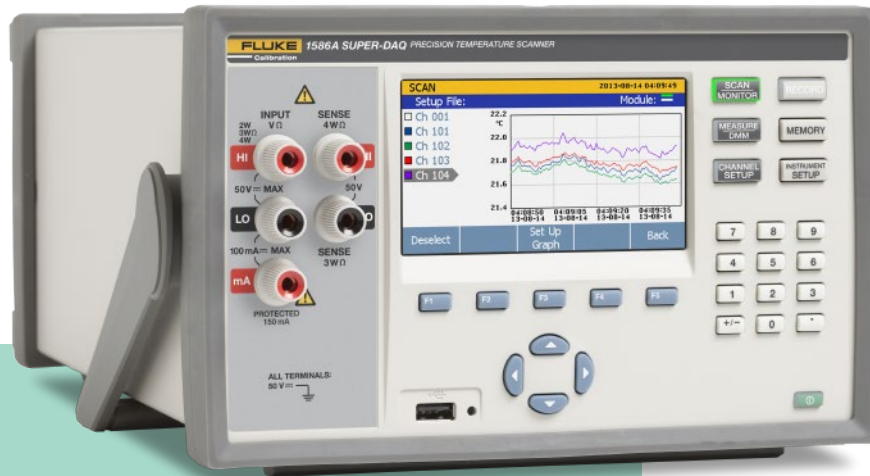 FLUKE
Calibration
1586A SUPER-DAQ PRECISION TEMPERATURE SCANNER
INPUT
VΩ
SENSE
4WΩ
2W
3WΩ
4W
HI
50V MAX
50V
LO
100mA MAX
SENSE
3WΩ
mA
PROTECTED
150mA
ALL TERMINALS:
50 V
SCAN 2013-08-14 04:09:49
Setup File: Module:
Ch 001
Ch 101
Ch 102
Ch 103
Ch 104
22.2
°C
22.0
21.8
21.6
21.4
04:08:50 04:09:05 04:09:20 04:09:35
13-08-14 13-08-14 13-08-14 13-08-14
Deselect
Set Up
Graph
Back
F1 F2 F3 F4 F5
SCAN
MONITOR
RECORD
MEASURE
DMM
MEMORY
CHANNEL
SETUP
INSTRUMENT
SETUP
7 8 9
4 5 6
1 2 3
+/− 0 .